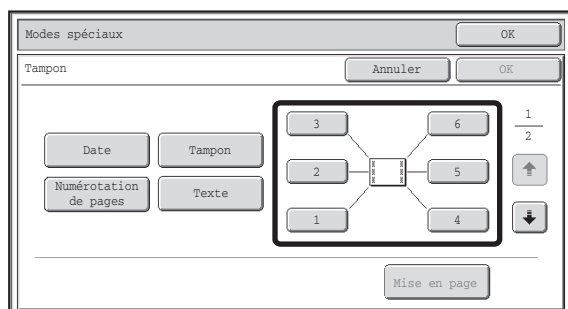 Modes spéciaux
OK
Tampon
Annuler
OK
3
6
1
2
Date
Tampon
2
5
Numérotation
de pages
Texte
1
4
Mise en page